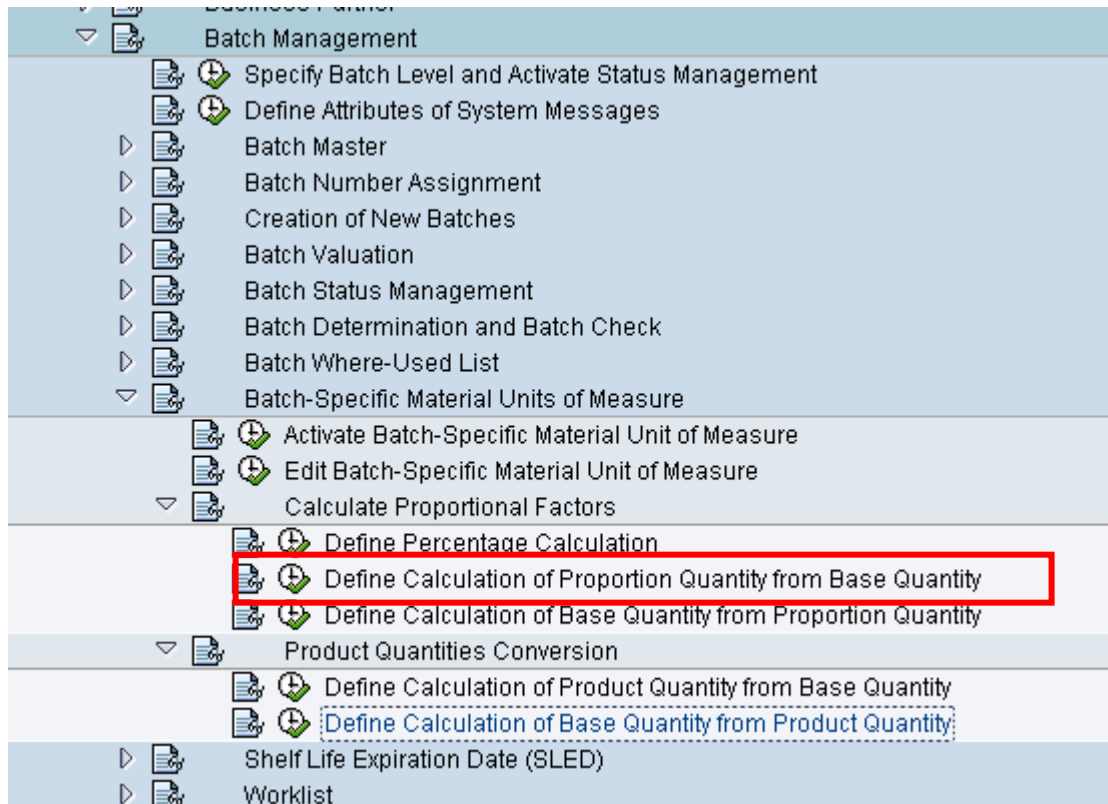 Business Partner
Batch Management
Specify Batch Level and Activate Status Management
Define Attributes of System Messages
Batch Master
Batch Number Assignment
Creation of New Batches
Batch Valuation
Batch Status Management
Batch Determination and Batch Check
Batch Where-Used List
Batch-Specific Material Units of Measure
Activate Batch-Specific Material Unit of Measure
Edit Batch-Specific Material Unit of Measure
Calculate Proportional Factors
Define Percentage Calculation
Define Calculation of Proportion Quantity from Base Quantity
Define Calculation of Base Quantity from Proportion Quantity
Product Quantities Conversion
Define Calculation of Product Quantity from Base Quantity
Define Calculation of Base Quantity from Product Quantity
Shelf Life Expiration Date (SLED)
Worklist